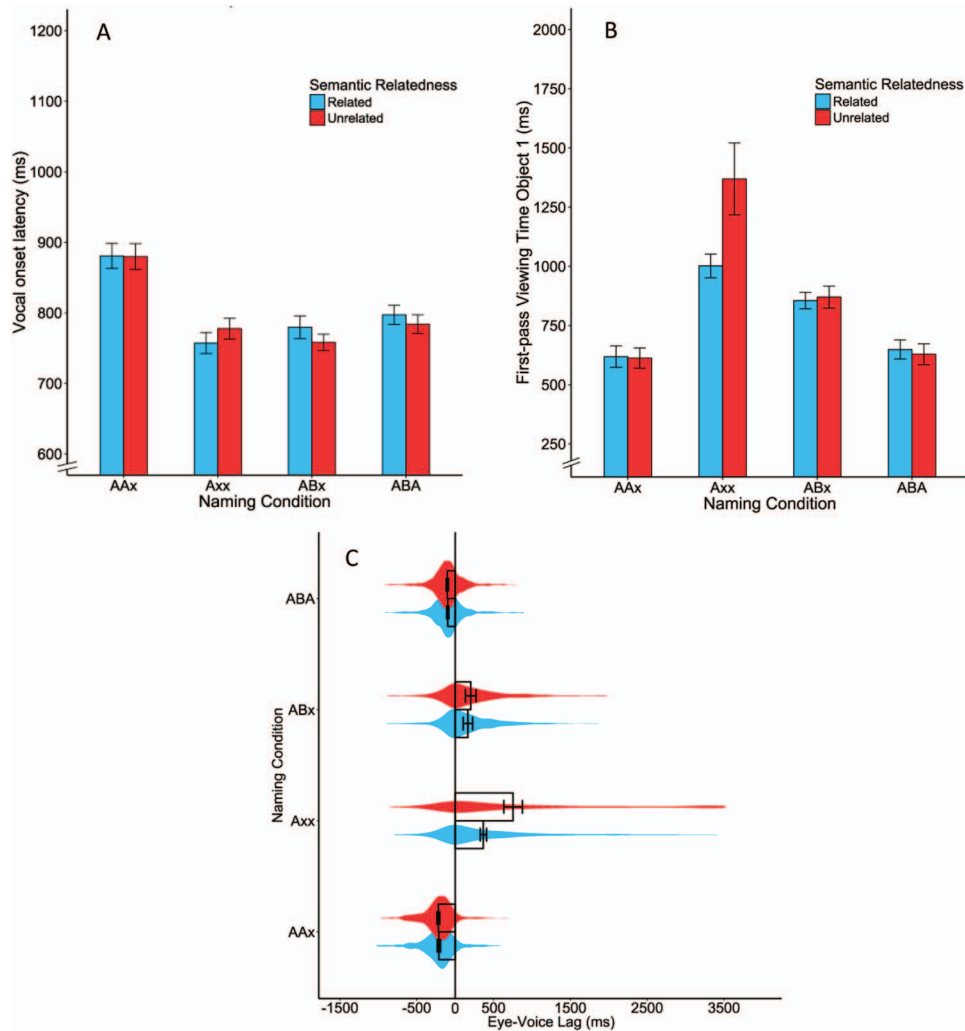 A
1200
1100
1000
900
800
700
600
Vocal onset latency (ms)
Semantic Relatedness
Related
Unrelated
AAx Axx ABx ABA
Naming Condition
B
2000
1750
1500
1250
1000
750
500
250
First-pass Viewing Time Object 1 (ms)
Semantic Relatedness
Related
Unrelated
AAx Axx ABx ABA
Naming Condition
C
ABA
ABx
Axx
AAx
Naming Condition
-1500 -500 0 500 1500 2500 3500
Eye-Voice Lag (ms)